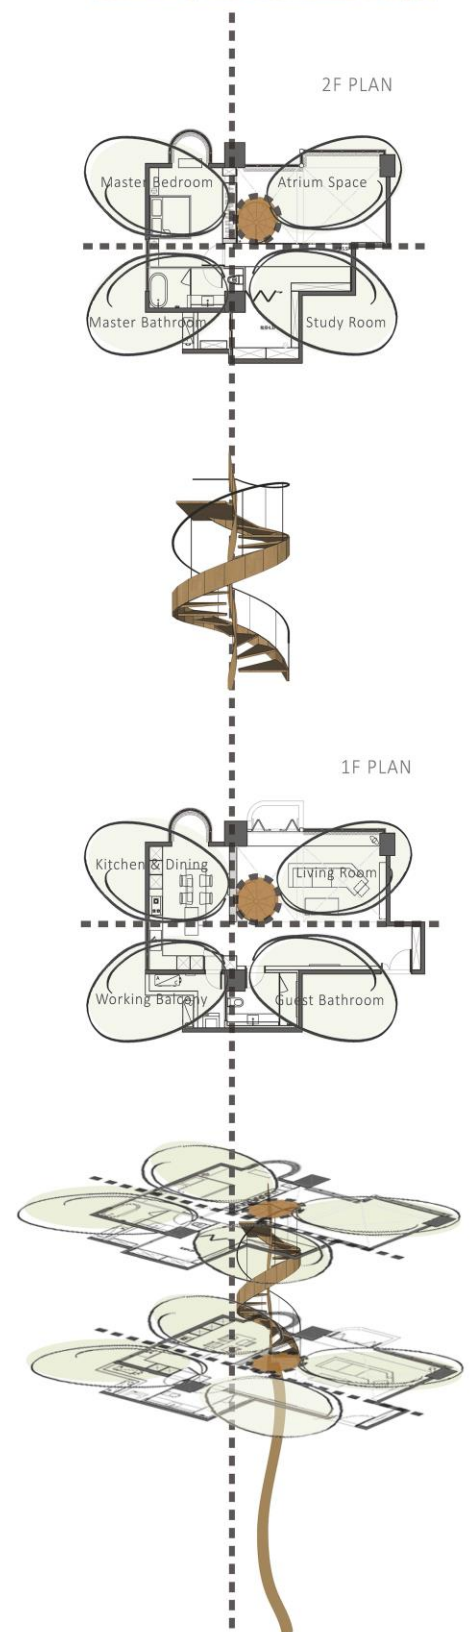 2F PLAN
Master Bedroom
Atrium Space
Master Bathroom
Study Room
1F PLAN
Kitchen & Dining
Living Room
Working Balcony
Guest Bathroom